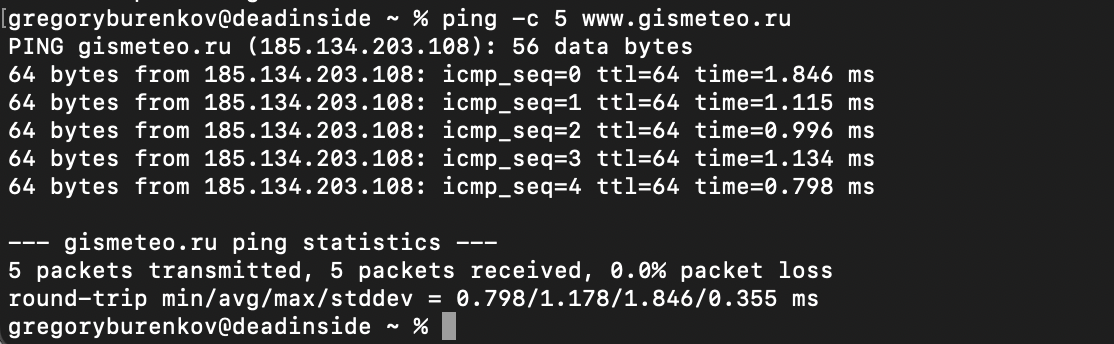 [gregoryburenkov@deadinside ~ % ping -c 5 www.gismeteo.ru
PING gismeteo.ru (185.134.203.108): 56 data bytes
64 bytes from 185.134.203.108: icmp_seq=0 ttl=64 time=1.846 ms
64 bytes from 185.134.203.108: icmp_seq=1 ttl=64 time=1.115 ms
64 bytes from 185.134.203.108: icmp_seq=2 ttl=64 time=0.996 ms
64 bytes from 185.134.203.108: icmp_seq=3 ttl=64 time=1.134 ms
64 bytes from 185.134.203.108: icmp_seq=4 ttl=64 time=0.798 ms
--- gismeteo.ru ping statistics ---
5 packets transmitted, 5 packets received, 0.0% packet loss
round-trip min/avg/max/stddev = 0.798/1.178/1.846/0.355 ms
gregoryburenkov@deadinside ~ %